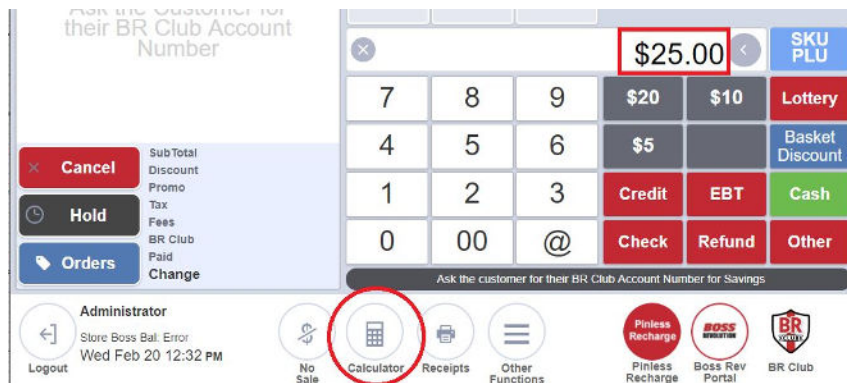 Ask the Customer for
their BR Club Account
Number
$25.00
SKU
PLU
7 8 9 $20 $10 Lottery
4 5 6 $5 Basket
Discount
1 2 3 Credit EBT Cash
0 00 @ Check Refund Other
Cancel
Hold
Orders
SubTotal
Discount
Promo
Tax
Fees
BR Club
Paid
Change
Ask the customer for their BR Club Account Number for Savings
Logout
Administrator
Store Boss Bal: Error
Wed Feb 20 12:32 PM
No
Sale
Calculator
Receipts
Other
Functions
Pinless
Recharge
Pinless
Recharge
BOSS
REVOLUTION
Boss Rev
Portal
BR
CLUB
BR Club